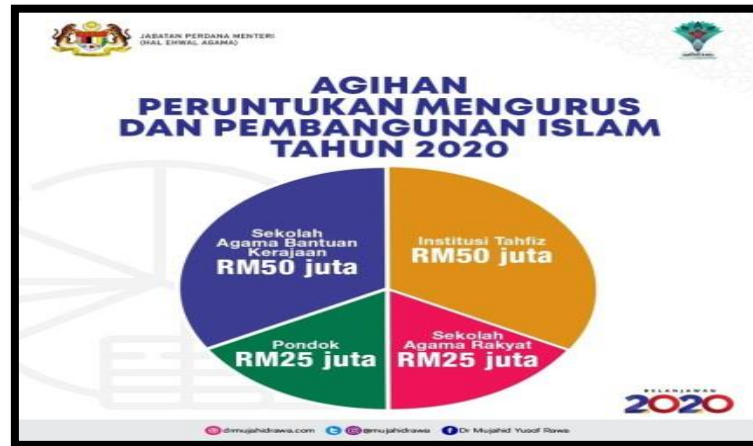 JABATAN PERDANA MENTERI
(HAL EHWAL AGAMA)
AGIHAN
PERUNTUKAN MENGURUS
DAN PEMBANGUNAN ISLAM
TAHUN 2020
Sekolah
Agama Bantuan
Kerajaan
RM50 juta
Institusi Tahfiz
RM50 juta
Pondok
RM25 juta
Sekolah
Agama Rakyat
RM25 juta
BELANJAWAN
2020
drmujahidrawa.com
@mujahidrawa
Dr Mujahid Yusof Rawa